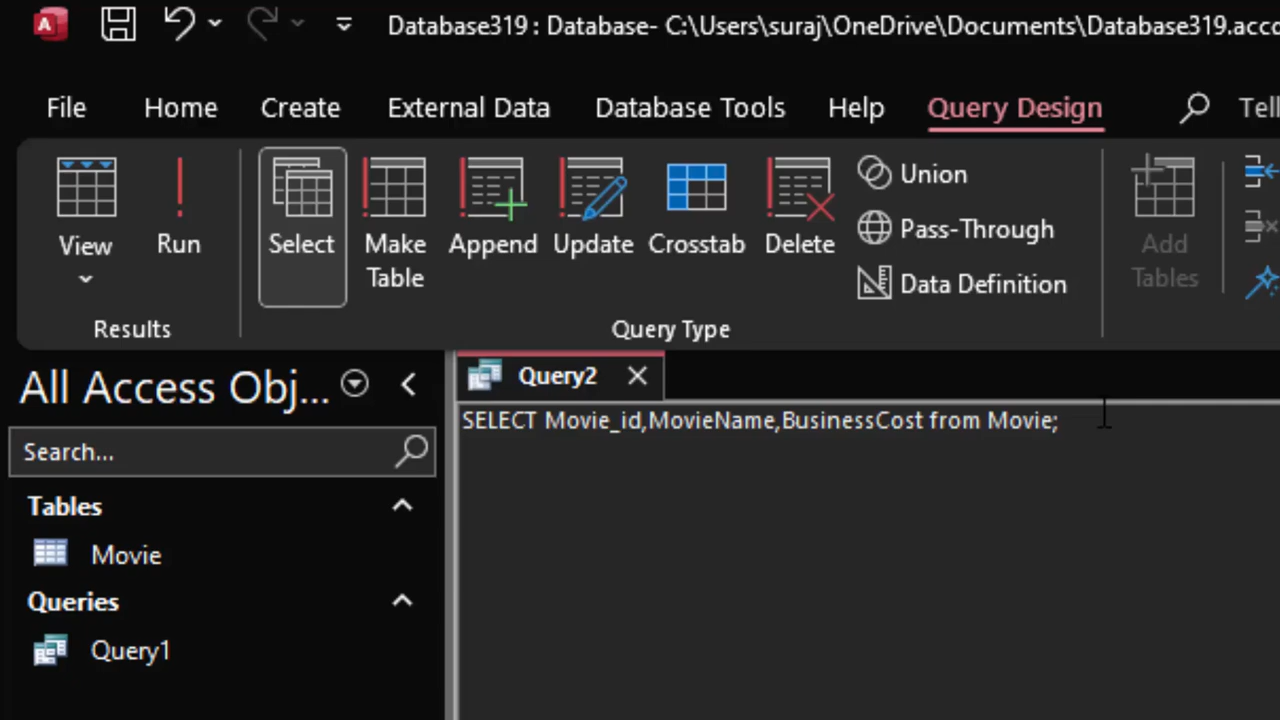 Database319 : Database- C:\Users\suraj\OneDrive\Documents\Database319.acc
File Home Create External Data Database Tools Help Query Design Tell
View
Run
Select
Make
Table
Append
Update
Crosstab
Delete
Union
Pass-Through
Data Definition
Add
Tables
Results
Query Type
All Access Obj...
Search...
Tables
Movie
Queries
Query1
Query2
SELECT Movie_id,MovieName,BusinessCost from Movie;